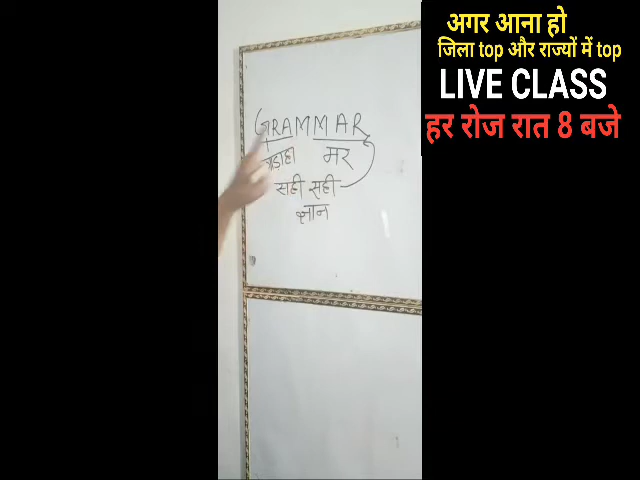 अगर आना हो
जिला top और राज्यों में top
LIVE CLASS
हर रोज रात 8 बजे
GRAMMAR
मर
सही सही
ज्ञान